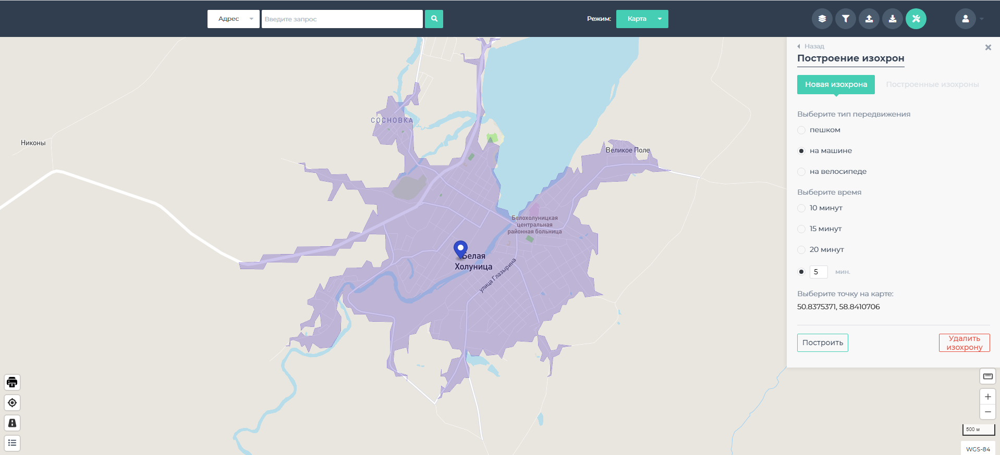 Адрес
Введите запрос
Режим:
Карта
Назад
Построение изохрон
Новая изохрона
Построенные изохроны
Выберите тип передвижения
пешком
на машине
на велосипеде
Выберите время
10 минут
15 минут
20 минут
5 мин.
Выберите точку на карте:
50.8375371, 58.8410706
Построить
Удалить
изохрону
СОСНОВКА
Никоны
Великое Поле
Белохолуницкая
центральная
районная больница
Белая
Холуница
улица Глазырина
500 м
WGS-84